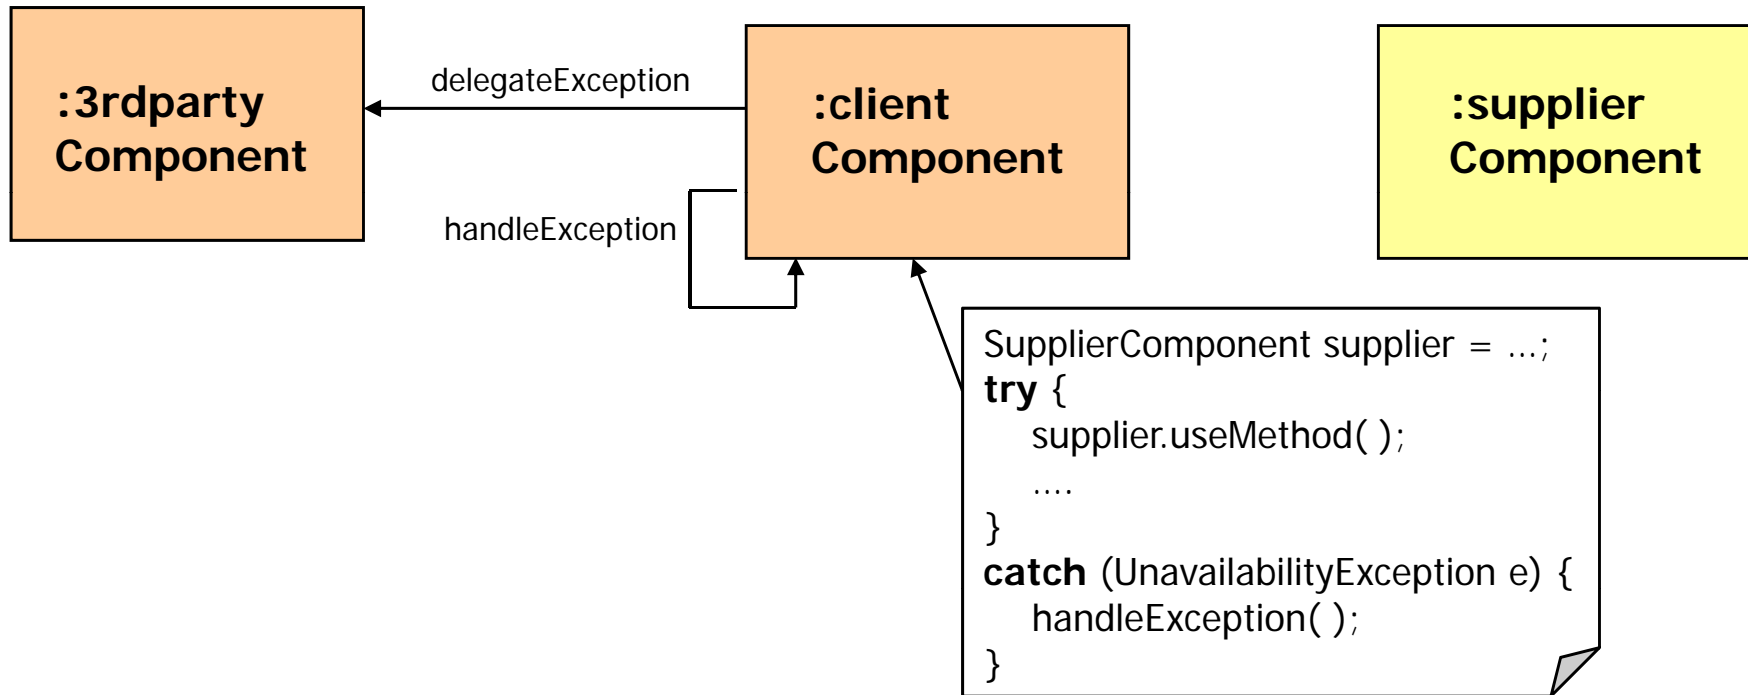 :3rdparty
Component
delegateException
:client
Component
:supplier
Component
handleException
SupplierComponent supplier = ...;
try {
supplier.useMethod( );
....
}
catch (UnavailabilityException e) {
handleException( );
}